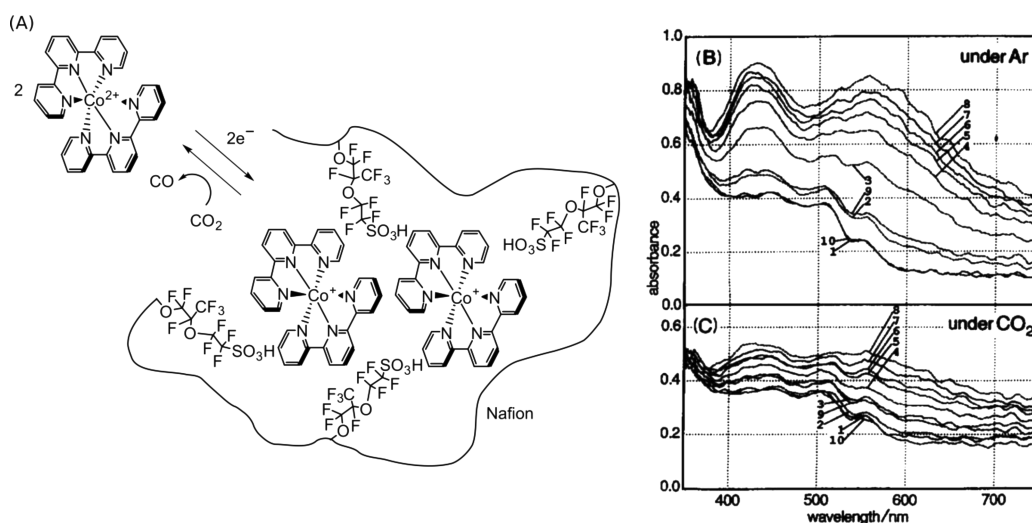 (A)
2
N
N
N
Co2+
N
N
N
2e−
CO
CO2
O
F
F
F
CF3
O
F
F
F
F
SO3H
O
F
F
F
CF3
O
F
F
F
F
HO3S
N
N
N
Co+
N
N
N
N
N
N
Co+
N
N
N
O
F
F
F
CF3
O
F
F
F
F
SO3H
SO3H
F
F
F
F
O
F3C
F
F
F
O
Nafion
(B)
under Ar
1.0
0.8
0.6
0.4
0.2
0.0
absorbance
8
7
6
5
4
3
9
2
10
1
(C)
under CO2
0.6
0.4
0.2
0.0
8
7
6
5
4
3
9
2
1
10
400
500
600
700
wavelength/nm